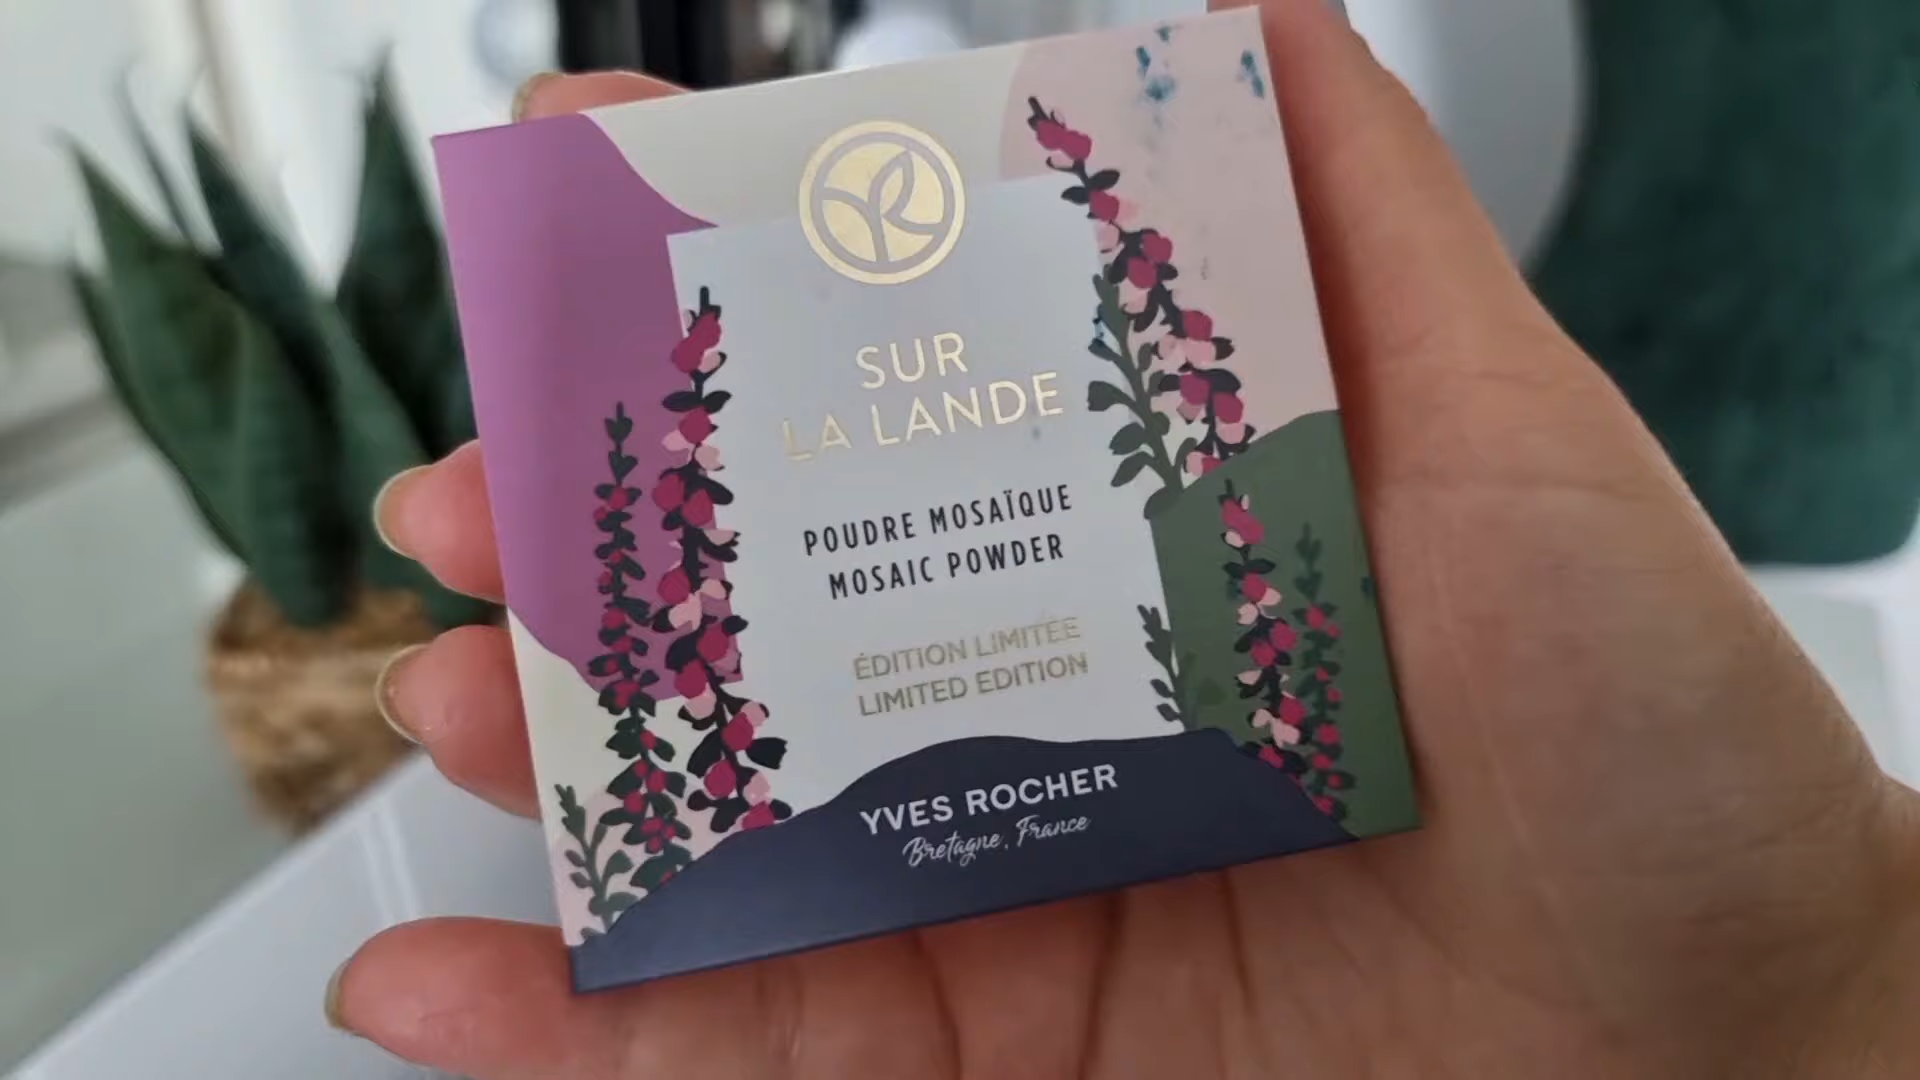 SUR
LA LANDE
POUDRE MOSAÏQUE
MOSAIC POWDER
ÉDITION LIMITÉE
LIMITED EDITION
YVES ROCHER
Bretagne, France